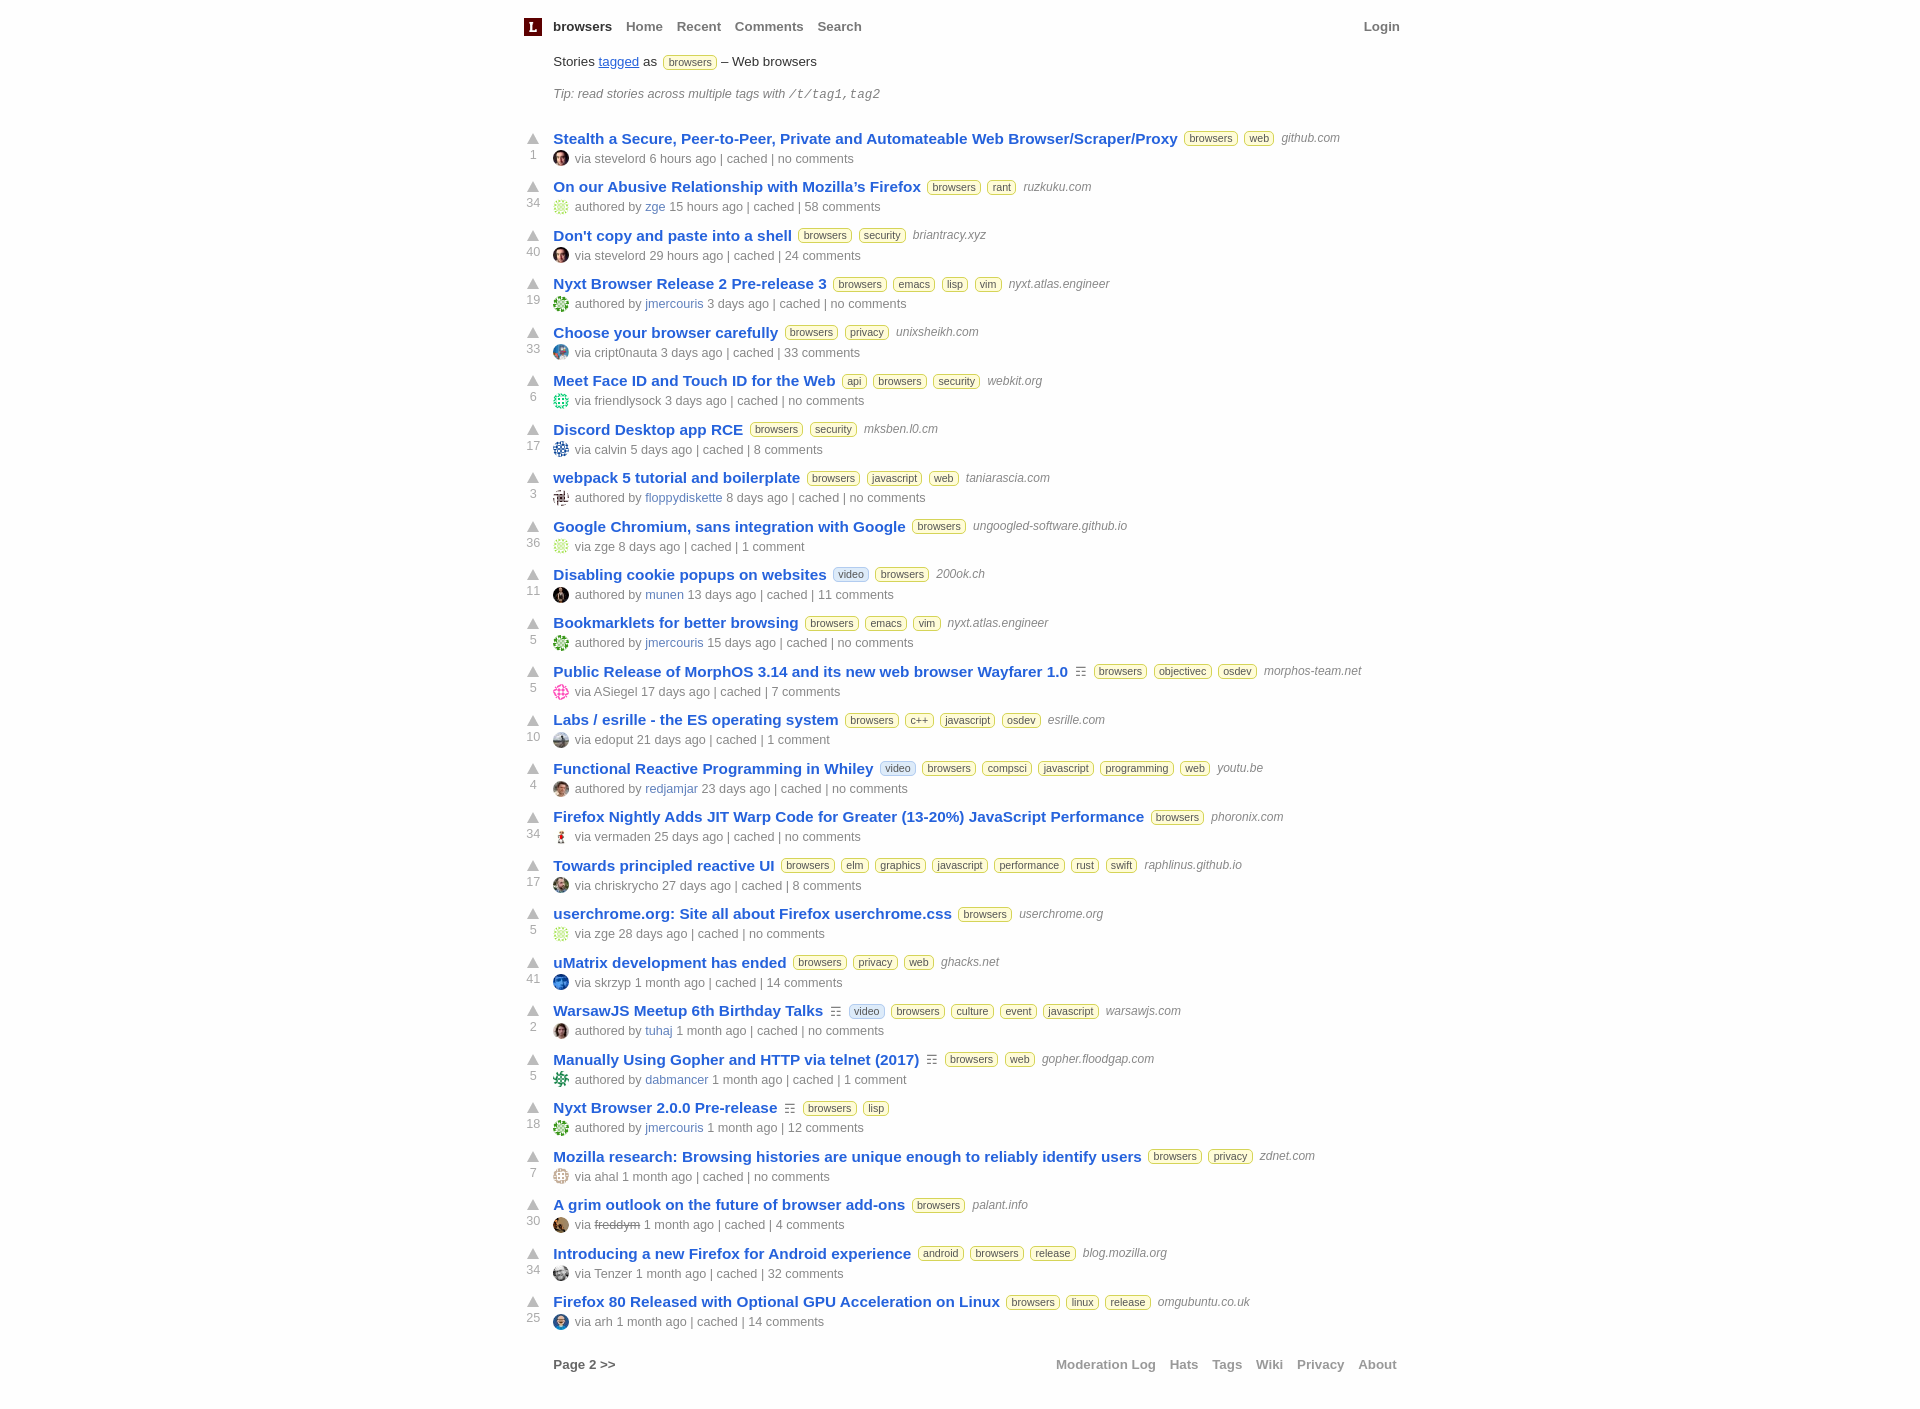 L browsers Home Recent Comments Search Login
Stories tagged as browsers – Web browsers
Tip: read stories across multiple tags with /t/tag1,tag2
Stealth a Secure, Peer-to-Peer, Private and Automateable Web Browser/Scraper/Proxy browsers web github.com
1 via stevelord 6 hours ago | cached | no comments
On our Abusive Relationship with Mozilla’s Firefox browsers rant ruzkuku.com
34 authored by zge 15 hours ago | cached | 58 comments
Don't copy and paste into a shell browsers security briantracy.xyz
40 via stevelord 29 hours ago | cached | 24 comments
Nyxt Browser Release 2 Pre-release 3 browsers emacs lisp vim nyxt.atlas.engineer
19 authored by jmercouris 3 days ago | cached | no comments
Choose your browser carefully browsers privacy unixsheikh.com
33 via cript0nauta 3 days ago | cached | 33 comments
Meet Face ID and Touch ID for the Web api browsers security webkit.org
6 via friendlysock 3 days ago | cached | no comments
Discord Desktop app RCE browsers security mksben.l0.cm
17 via calvin 5 days ago | cached | 8 comments
webpack 5 tutorial and boilerplate browsers javascript web taniarascia.com
3 authored by floppydiskette 8 days ago | cached | no comments
Google Chromium, sans integration with Google browsers ungoogled-software.github.io
36 via zge 8 days ago | cached | 1 comment
Disabling cookie popups on websites video browsers 200ok.ch
11 authored by munen 13 days ago | cached | 11 comments
Bookmarklets for better browsing browsers emacs vim nyxt.atlas.engineer
5 authored by jmercouris 15 days ago | cached | no comments
Public Release of MorphOS 3.14 and its new web browser Wayfarer 1.0 ☶ browsers objectivec osdev morphos-team.net
5 via ASiegel 17 days ago | cached | 7 comments
Labs / esrille - the ES operating system browsers c++ javascript osdev esrille.com
10 via edoput 21 days ago | cached | 1 comment
Functional Reactive Programming in Whiley video browsers compsci javascript programming web youtu.be
4 authored by redjamjar 23 days ago | cached | no comments
Firefox Nightly Adds JIT Warp Code for Greater (13-20%) JavaScript Performance browsers phoronix.com
34 via vermaden 25 days ago | cached | no comments
Towards principled reactive UI browsers elm graphics javascript performance rust swift raphlinus.github.io
17 via chriskrycho 27 days ago | cached | 8 comments
userchrome.org: Site all about Firefox userchrome.css browsers userchrome.org
5 via zge 28 days ago | cached | no comments
uMatrix development has ended browsers privacy web ghacks.net
41 via skrzyp 1 month ago | cached | 14 comments
WarsawJS Meetup 6th Birthday Talks ☶ video browsers culture event javascript warsawjs.com
2 authored by tuhaj 1 month ago | cached | no comments
Manually Using Gopher and HTTP via telnet (2017) ☶ browsers web gopher.floodgap.com
5 authored by dabmancer 1 month ago | cached | 1 comment
Nyxt Browser 2.0.0 Pre-release ☶ browsers lisp
18 authored by jmercouris 1 month ago | 12 comments
Mozilla research: Browsing histories are unique enough to reliably identify users browsers privacy zdnet.com
7 via ahal 1 month ago | cached | no comments
A grim outlook on the future of browser add-ons browsers palant.info
30 via freddym 1 month ago | cached | 4 comments
Introducing a new Firefox for Android experience android browsers release blog.mozilla.org
34 via Tenzer 1 month ago | cached | 32 comments
Firefox 80 Released with Optional GPU Acceleration on Linux browsers linux release omgubuntu.co.uk
25 via arh 1 month ago | cached | 14 comments
Page 2 >> Moderation Log Hats Tags Wiki Privacy About